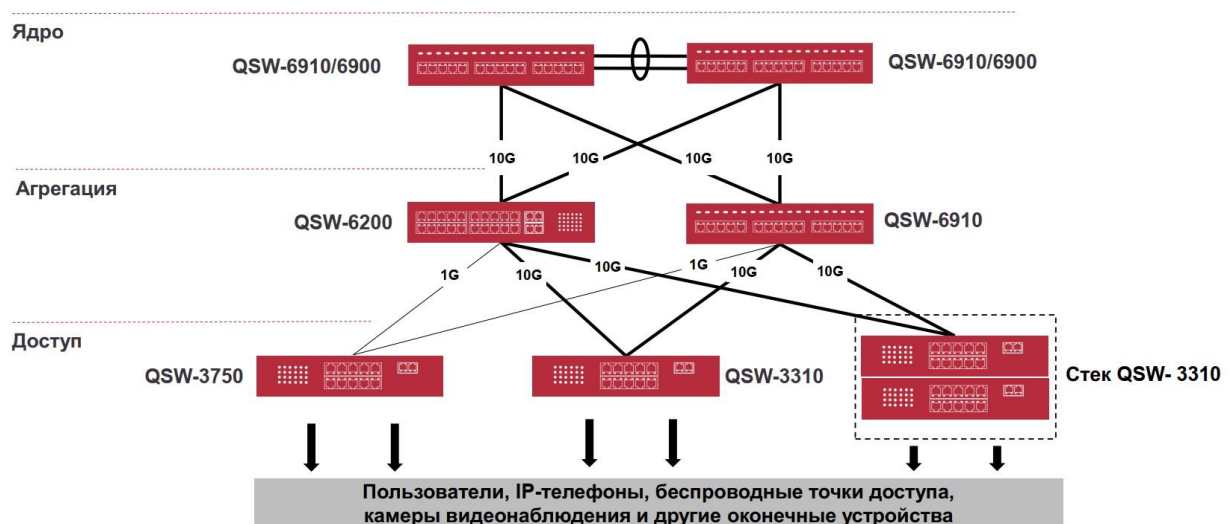 Ядро
QSW-6910/6900
QSW-6910/6900
10G
10G
10G
10G
Агрегация
QSW-6200
QSW-6910
1G
10G
10G
1G
10G
10G
Доступ
QSW-3750
QSW-3310
Стек QSW- 3310
Пользователи, IP-телефоны, беспроводные точки доступа,
камеры видеонаблюдения и другие оконечные устройства